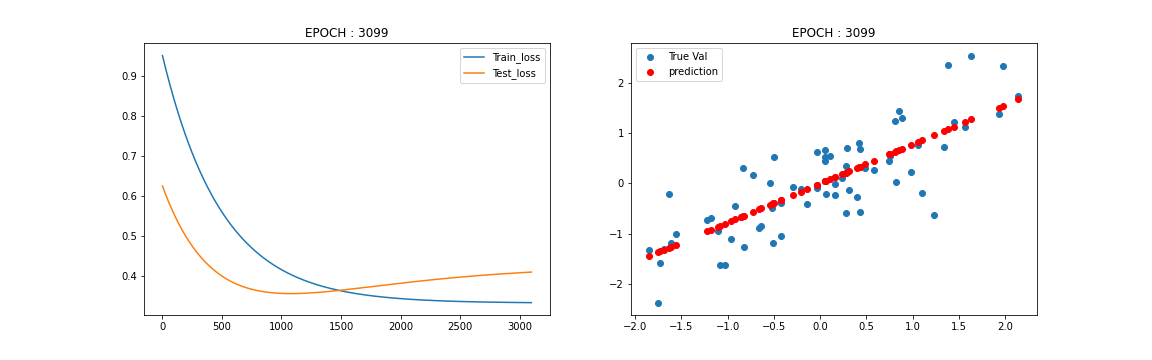 EPOCH : 3099
Train_loss
Test_loss
0.9
0.8
0.7
0.6
0.5
0.4
0 500 1000 1500 2000 2500 3000
EPOCH : 3099
True Val
prediction
2
1
0
−1
−2
−2.0 −1.5 −1.0 −0.5 0.0 0.5 1.0 1.5 2.0